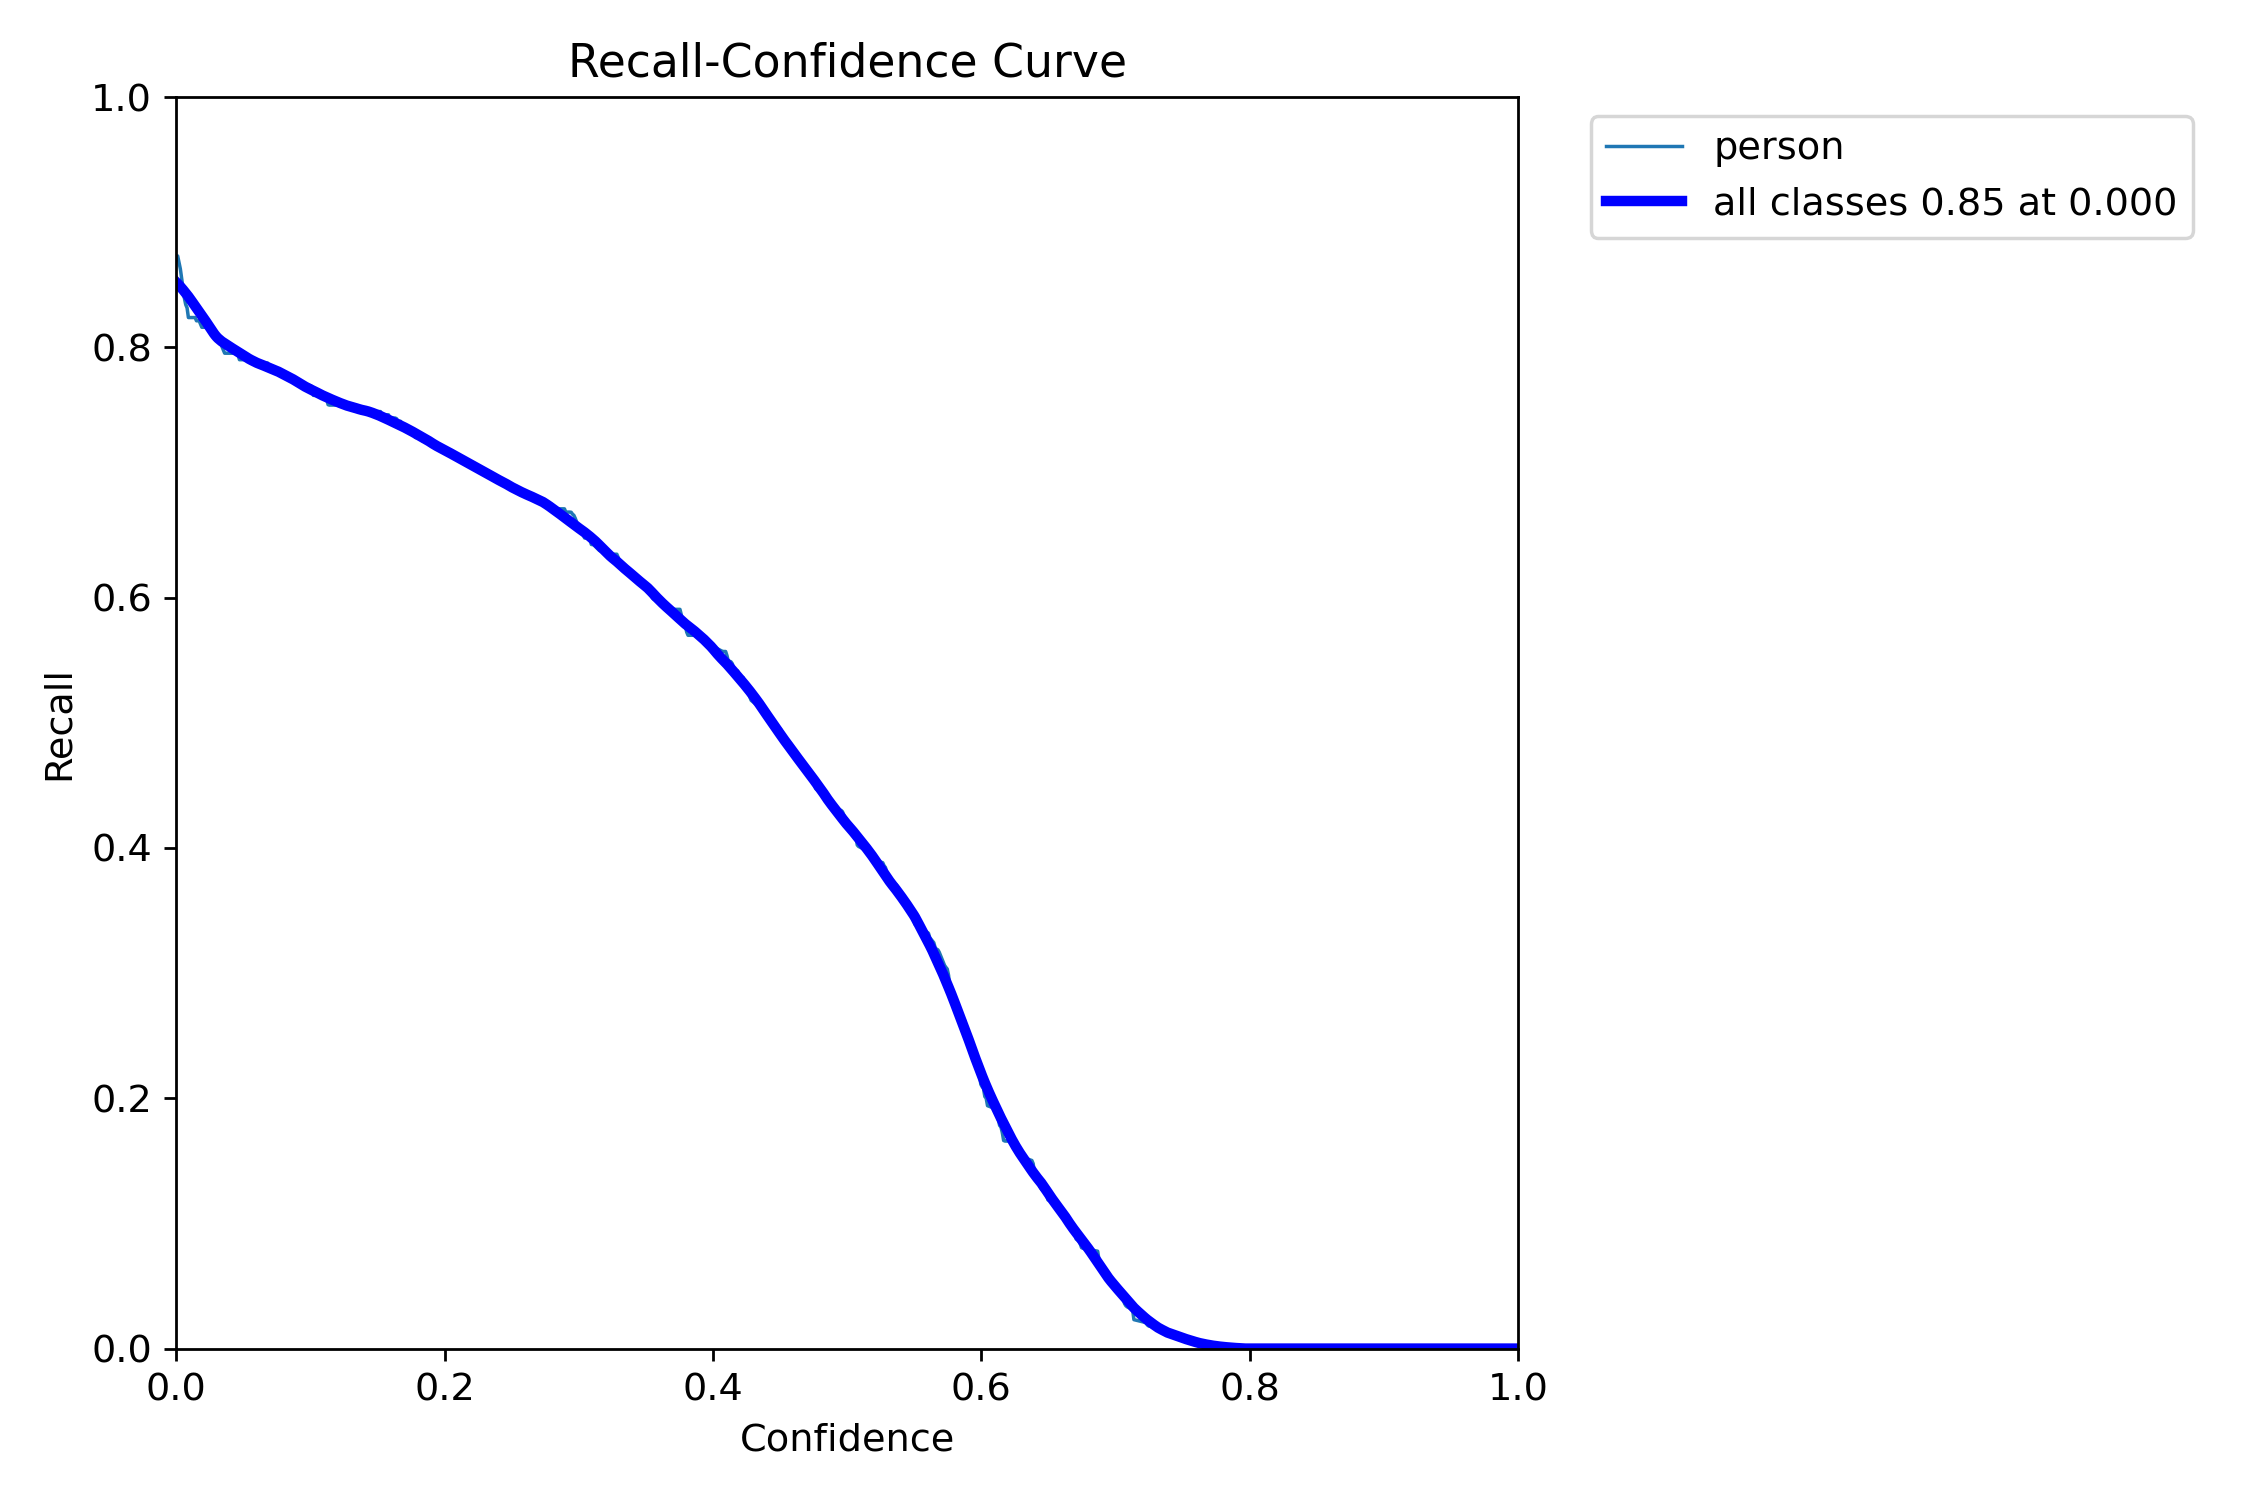 Recall-Confidence Curve
1.0
0.8
0.6
0.4
0.2
0.0
Recall
0.0 0.2 0.4 0.6 0.8 1.0
Confidence
person
all classes 0.85 at 0.000